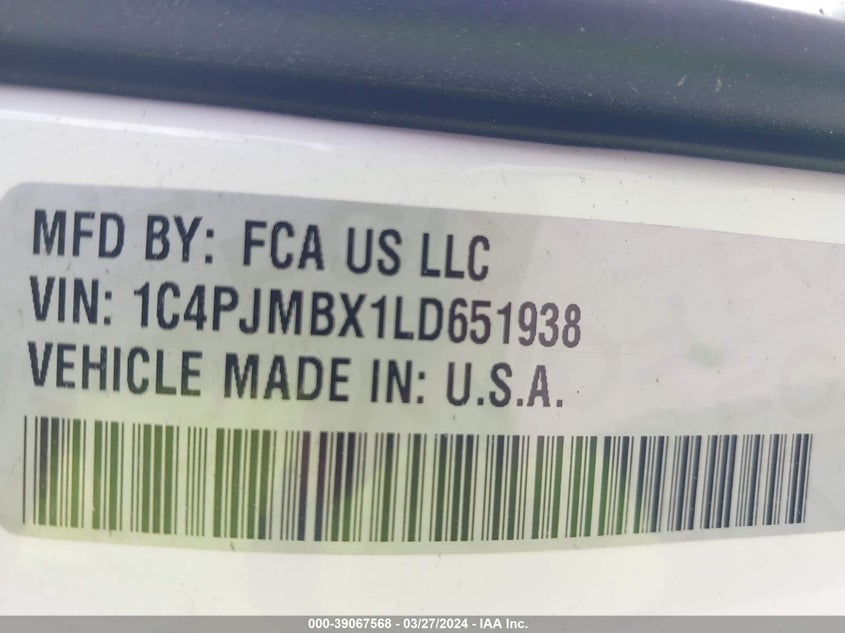 MFD BY: FCA US LLC
VIN: 1C4PJMBX1LD651938
VEHICLE MADE IN: U.S.A.
000-39067568 — 03/27/2024 — IAA Inc.